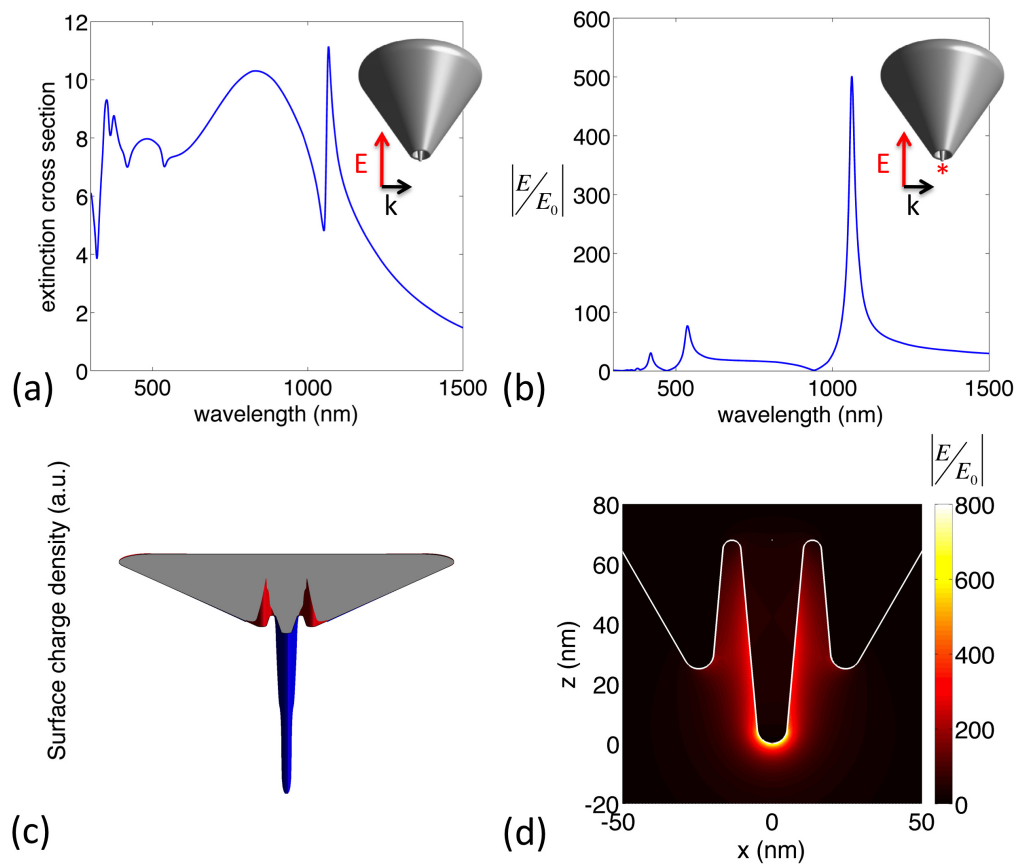 12
10
8
6
4
2
0
extinction cross section
500
1000
1500
wavelength (nm)
E
k
(a)
600
500
400
300
200
100
0
|E/E0|
500
1000
1500
wavelength (nm)
E
*
k
(b)
Surface charge density (a.u.)
(c)
|E/E0|
80
60
40
20
0
-20
z (nm)
-50
0
50
x (nm)
800
600
400
200
0
(d)